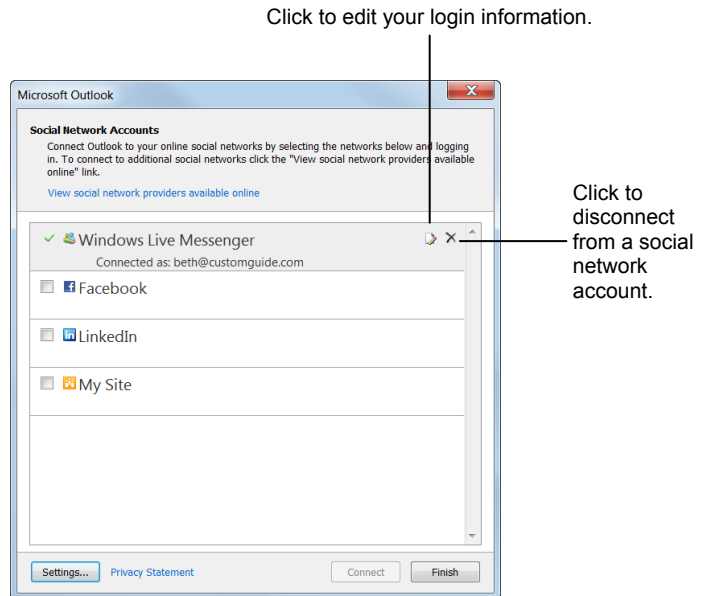 Click to edit your login information.
Microsoft Outlook
Social Network Accounts
Connect Outlook to your online social networks by selecting the networks below and logging
in. To connect to additional social networks click the "View social network providers available
online" link.
View social network providers available online
Click to
disconnect
from a social
network
account.
Windows Live Messenger
Connected as: beth@customguide.com
Facebook
LinkedIn
My Site
Settings... Privacy Statement Connect Finish